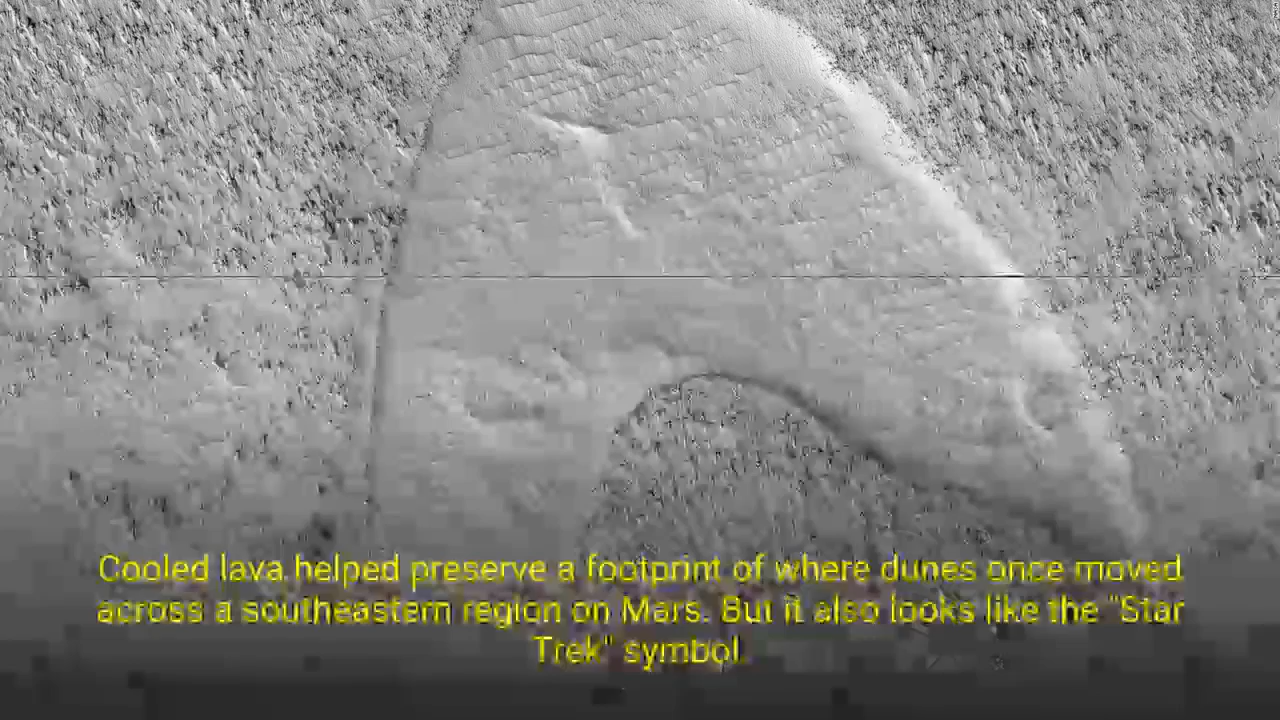 Cooled lava helped preserve a footprint of where dunes once moved
across a southeastern region on Mars. But it also looks like the "Star
Trek" symbol.